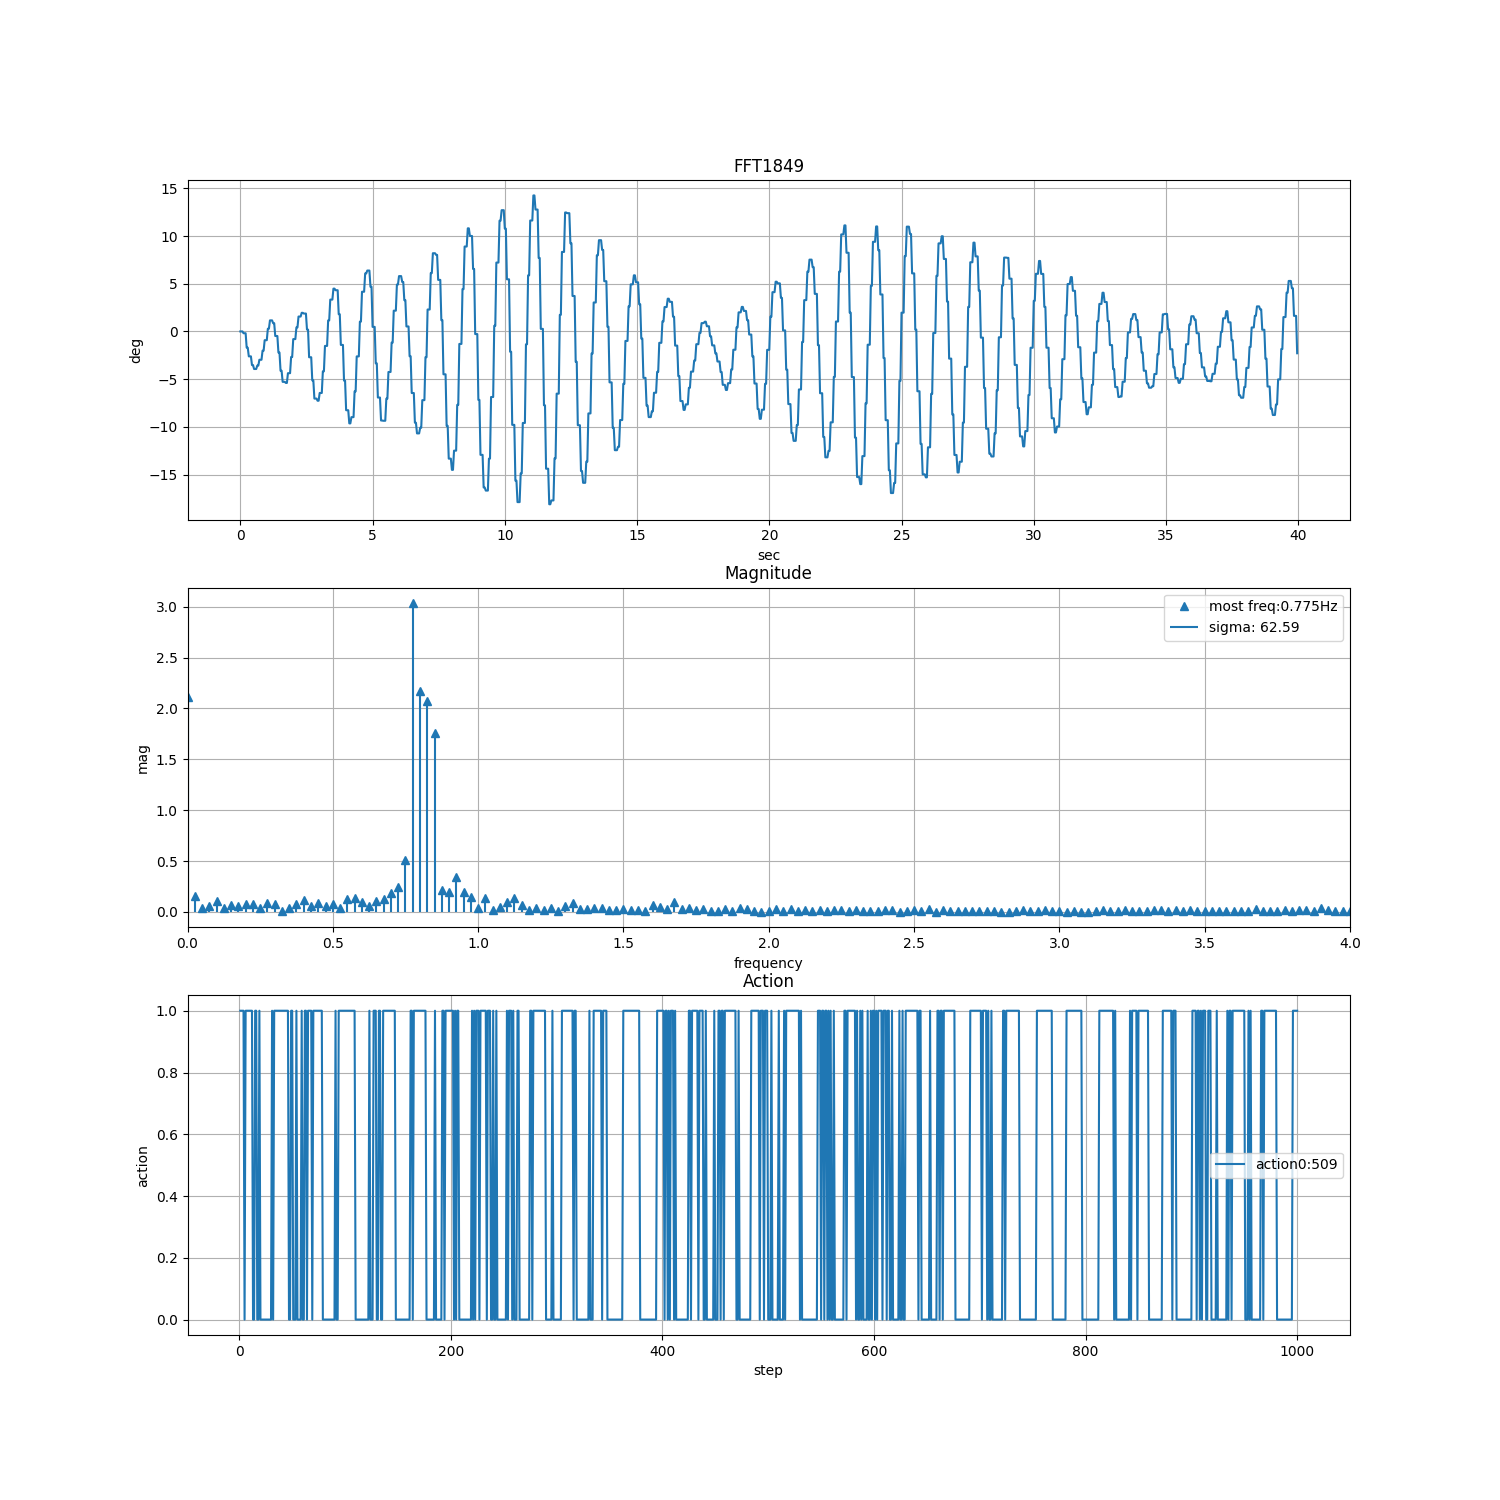 FFT1849
15
10
5
0
−5
−10
−15
deg
0 5 10 15 20 25 30 35 40
sec
Magnitude
3.0
2.5
2.0
1.5
1.0
0.5
0.0
mag
most freq:0.775Hz
sigma: 62.59
0.0 0.5 1.0 1.5 2.0 2.5 3.0 3.5 4.0
frequency
Action
1.0
0.8
0.6
0.4
0.2
0.0
action
action0:509
0 200 400 600 800 1000
step